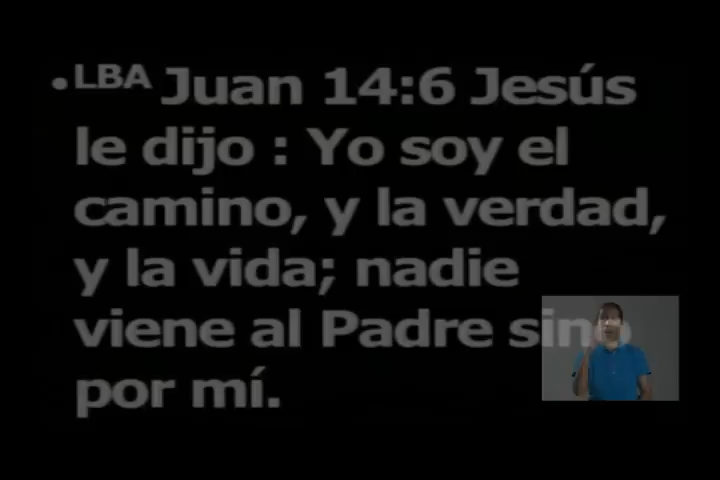 •LBA Juan 14:6 Jesús
le dijo : Yo soy el
camino, y la verdad,
y la vida; nadie
viene al Padre sino
por mí.